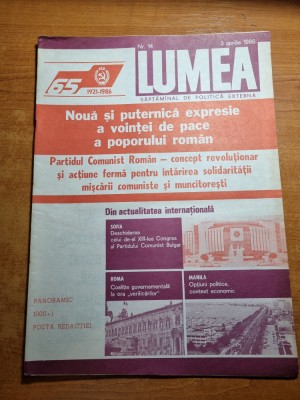 Nr. 14
3 aprilie 1986
65
1921-1986
LUMEA
SĂPTĂMÎNAL DE POLITICĂ EXTERNĂ
Nouă și puternică expresie
a voinței de pace
a poporului român
Partidul Comunist Român – concept revoluționar
și acțiune fermă pentru întărirea solidarității
mișcării comuniste și muncitorești
Din actualitatea internațională
SOFIA
Deschiderea
celui de-al XIII-lea Congres
al Partidului Comunist Bulgar
ROMA
Coaliția guvernamentală
la ora „verificărilor”
MANILA
Opțiuni politice,
context economic
PANORAMIC
1000+1
POȘTA REDACȚIEI